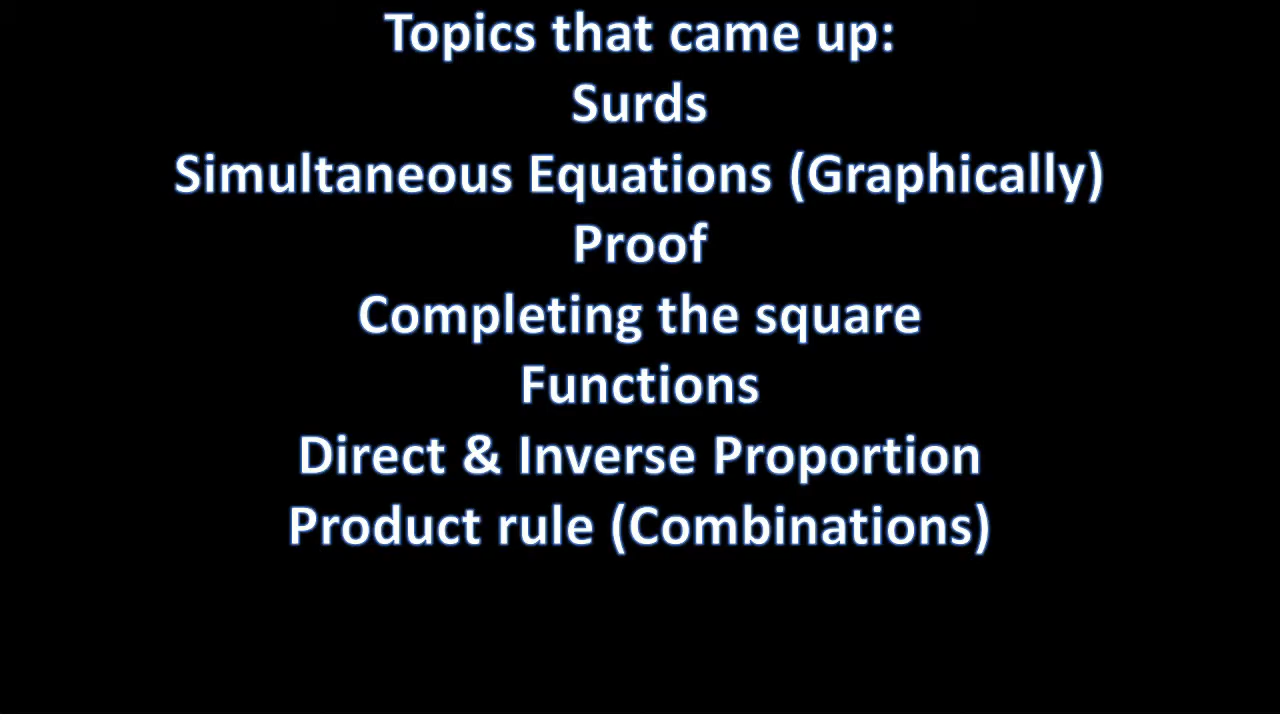 Topics that came up:
Surds
Simultaneous Equations (Graphically)
Proof
Completing the square
Functions
Direct & Inverse Proportion
Product rule (Combinations)